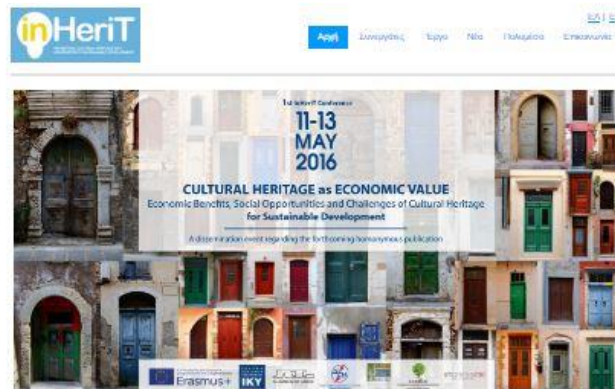 inHeriT
ΕΛ | E
Αρχή Συνεργάτες Έργο Νέα Πολυμέσα Επικοινωνία
1st InHeriT Conference
11-13
MAY
2016
CULTURAL HERITAGE as ECONOMIC VALUE
Economic Benefits, Social Opportunities and Challenges of Cultural Heritage
for Sustainable Development
A dissemination event regarding the forthcoming homonymous publication
Erasmus+
IKY